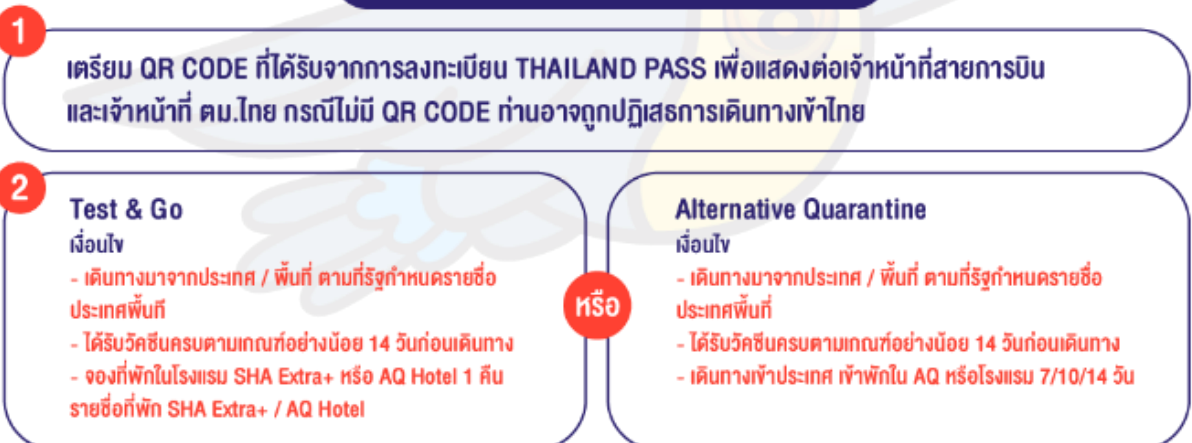 1
เตรียม QR CODE ที่ได้รับจากการลงทะเบียน THAILAND PASS เพื่อแสดงต่อเจ้าหน้าที่สายการบิน
และเจ้าหน้าที่ ตม.ไทย กรณีไม่มี QR CODE ท่านอาจถูกปฏิเสธการเดินทางเข้าไทย
2
Test & Go
เงื่อนไข
- เดินทางมาจากประเทศ / พื้นที่ ตามที่รัฐกำหนดรายชื่อ
ประเทศพื้นที
- ได้รับวัคซีนครบตามเกณฑ์อย่างน้อย 14 วันก่อนเดินทาง
- จองที่พักในโรงแรม SHA Extra+ หรือ AQ Hotel 1 คืน
รายชื่อที่พัก SHA Extra+ / AQ Hotel
หรือ
Alternative Quarantine
เงื่อนไข
- เดินทางมาจากประเทศ / พื้นที่ ตามที่รัฐกำหนดรายชื่อ
ประเทศพื้นที่
- ได้รับวัคซีนครบตามเกณฑ์อย่างน้อย 14 วันก่อนเดินทาง
- เดินทางเข้าประเทศ เข้าพักใน AQ หรือโรงแรม 7/10/14 วัน